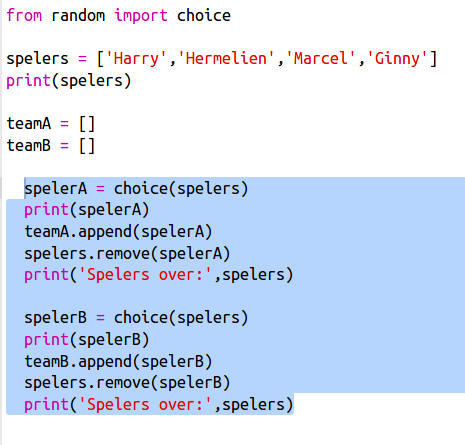 from random import choice
spelers = ['Harry','Hermelien','Marcel','Ginny']
print(spelers)
teamA = []
teamB = []
spelerA = choice(spelers)
print(spelerA)
teamA.append(spelerA)
spelers.remove(spelerA)
print('Spelers over:',spelers)
spelerB = choice(spelers)
print(spelerB)
teamB.append(spelerB)
spelers.remove(spelerB)
print('Spelers over:',spelers)